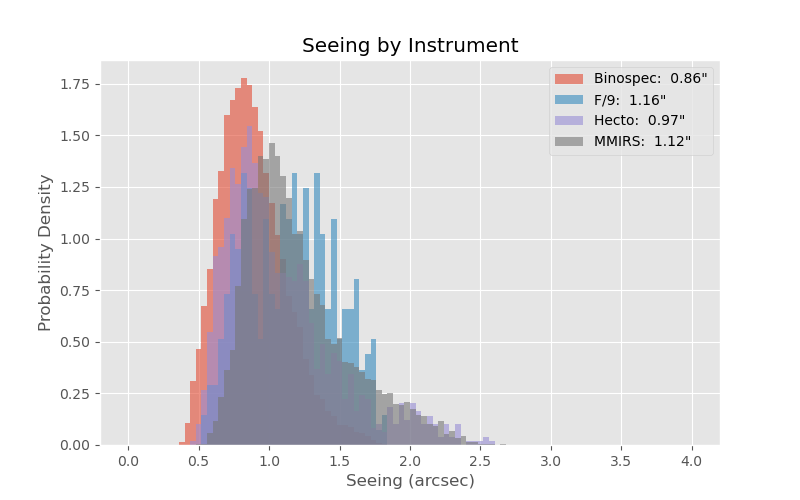 Seeing by Instrument
Binospec:  0.86"
F/9:  1.16"
Hecto:  0.97"
MMIRS:  1.12"
Probability Density
1.75
1.50
1.25
1.00
0.75
0.50
0.25
0.00
0.0 0.5 1.0 1.5 2.0 2.5 3.0 3.5 4.0
Seeing (arcsec)